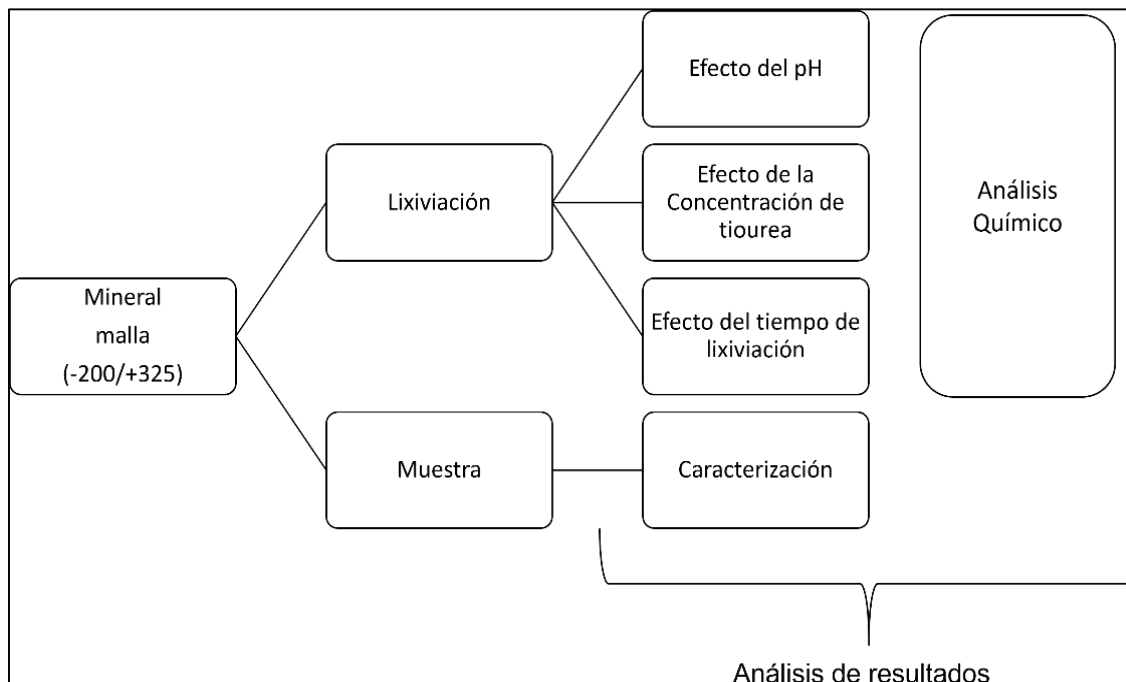 Mineral
malla
(-200/+325)
Lixiviación
Muestra
Efecto del pH
Efecto de la
Concentración de
tiourea
Efecto del tiempo de
lixiviación
Caracterización
Análisis
Químico
Análisis de resultados